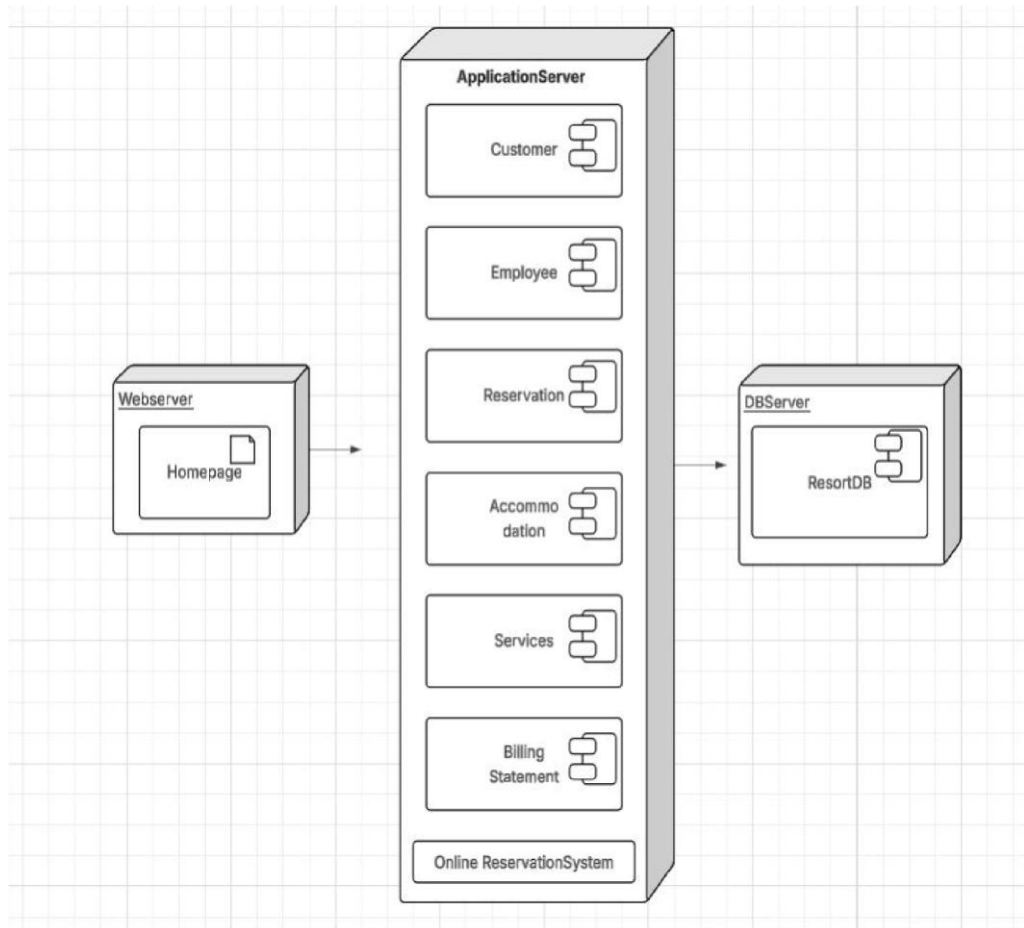 ApplicationServer
Customer
Employee
Reservation
Accommo
dation
Services
Billing
Statement
Online ReservationSystem
Webserver
Homepage
DBServer
ResortDB